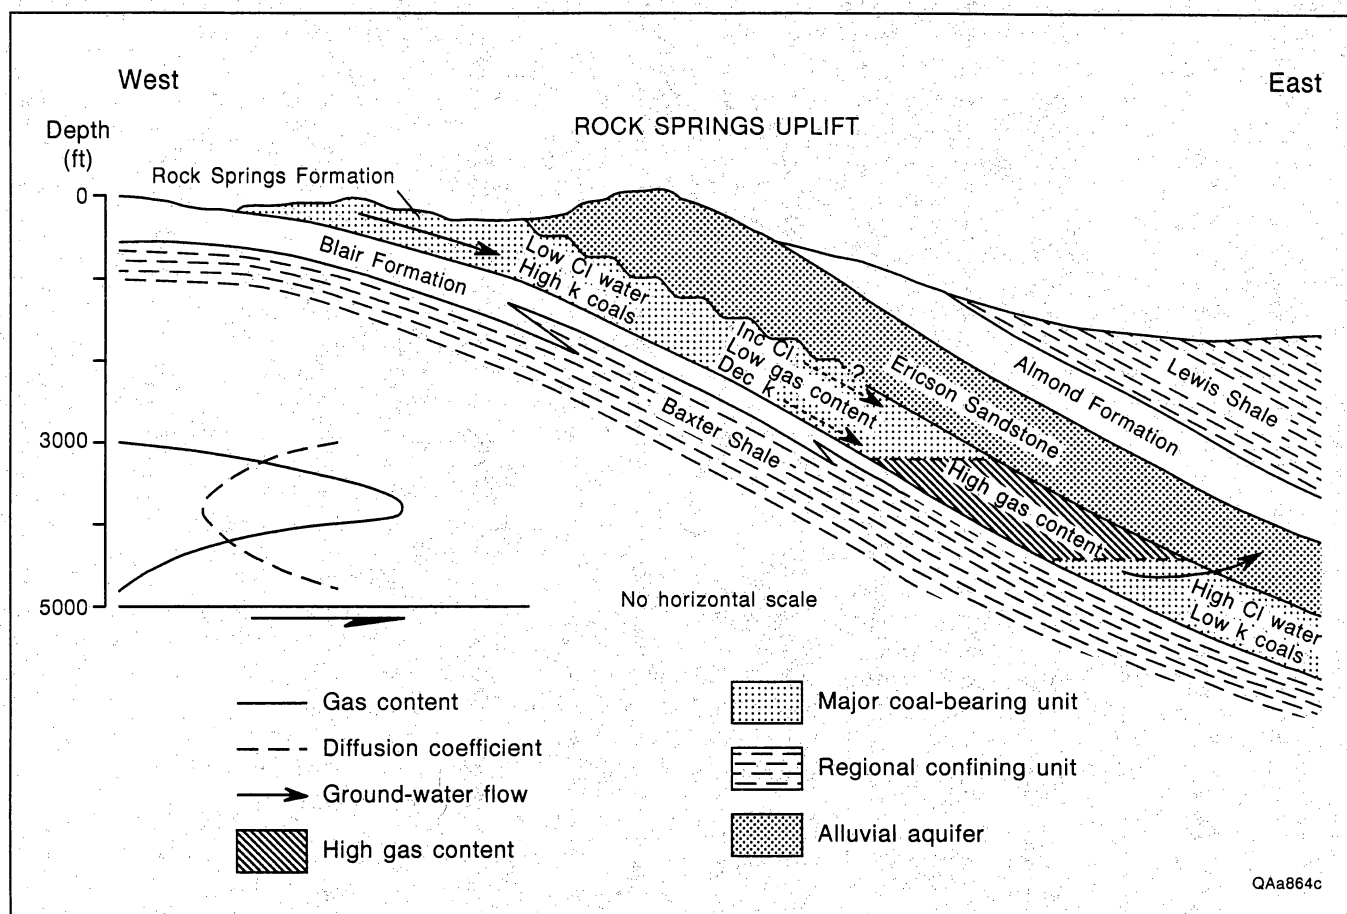 West
East
ROCK SPRINGS UPLIFT
Depth
(ft)
0
3000
5000
Rock Springs Formation
Blair Formation
Low Cl water
High k coals
Inc Cl
Low gas content
Dec k
?
Baxter Shale
Ericson Sandstone
Almond Formation
Lewis Shale
High gas content
High Cl water
Low k coals
No horizontal scale
Gas content
Diffusion coefficient
Ground-water flow
High gas content
Major coal-bearing unit
Regional confining unit
Alluvial aquifer
QAa864c